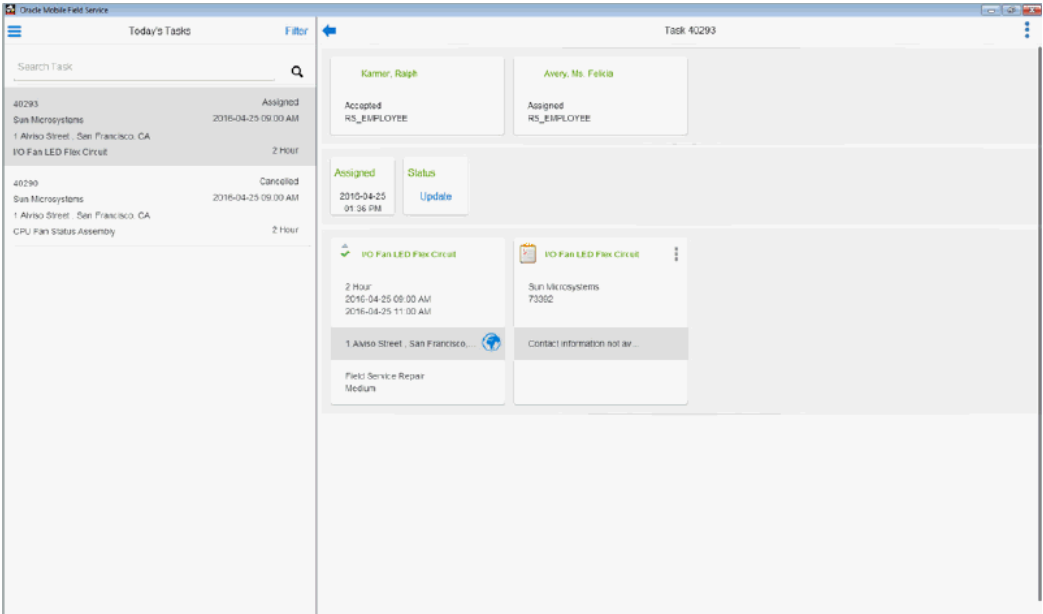 Oracle Mobile Field Service
Today's Tasks
Filter
Search Task
40293 Assigned
Sun Microsystems 2016-04-25 09:00 AM
1 Alviso Street , San Francisco, CA
I/O Fan LED Flex Circuit 2 Hour
40290 Cancelled
Sun Microsystems 2016-04-25 09:00 AM
1 Alviso Street , San Francisco, CA
CPU Fan Status Assembly 2 Hour
Task 40293
Karmer, Ralph
Accepted
RS_EMPLOYEE
Avery, Ms. Felicia
Assigned
RS_EMPLOYEE
Assigned
2016-04-25
01:36 PM
Status
Update
I/O Fan LED Flex Circuit
2 Hour
2016-04-25 09:00 AM
2016-04-25 11:00 AM
1 Alviso Street , San Francisco,...
Field Service Repair
Medium
I/O Fan LED Flex Circuit
Sun Microsystems
73382
Contact information not av...